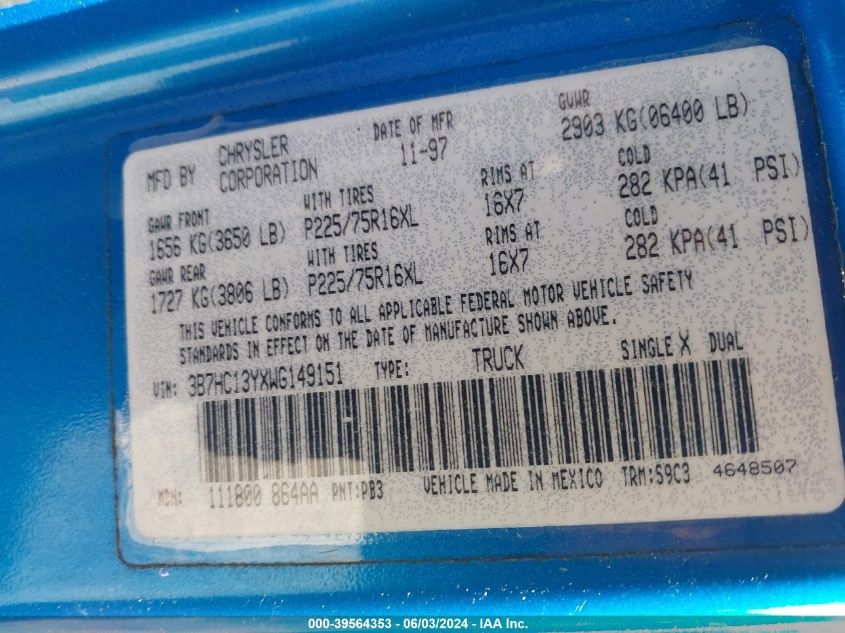 MFD BY CHRYSLER CORPORATION DATE OF MFR 11-97 GVWR 2903 KG(06400 LB)
GAWR FRONT WITH TIRES RIMS AT COLD
1656 KG(3650 LB) P225/75R16XL 16X7 282 KPA(41 PSI)
GAWR REAR WITH TIRES RIMS AT COLD
1727 KG(3806 LB) P225/75R16XL 16X7 282 KPA(41 PSI)
THIS VEHICLE CONFORMS TO ALL APPLICABLE FEDERAL MOTOR VEHICLE SAFETY
STANDARDS IN EFFECT ON THE DATE OF MANUFACTURE SHOWN ABOVE.
VIN: 3B7HC13YXWG149151 TYPE: TRUCK SINGLE X DUAL
MDH: 111800 864AA PNT:PB3 VEHICLE MADE IN MEXICO TRM:S9C3 4648507
000-39564353 - 06/03/2024 - © IAA Inc.